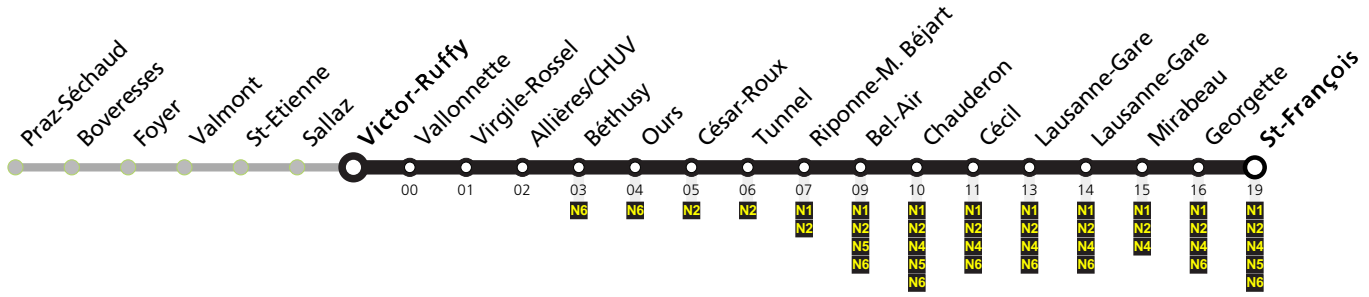 Praz-Séchaud
Boveresses
Foyer
Valmont
St-Etienne
Sallaz
Victor-Ruffy
Vallonnette
Virgile-Rossel
Allières/CHUV
Béthusy
Ours
César-Roux
Tunnel
Riponne-M. Béjart
Bel-Air
Chauderon
Cécil
Lausanne-Gare
Lausanne-Gare
Mirabeau
Georgette
St-François
00 01 02 03 04 05 06 07 09 10 11 13 14 15 16 19
N6 N6 N2 N2 N1 N1 N1 N1 N1 N1 N1 N1 N1
N2 N2 N2 N2 N2 N2 N2 N2 N2
N5 N4 N4 N4 N4 N4 N4 N4
N6 N5 N6 N6 N6 N6 N5
N6 N6